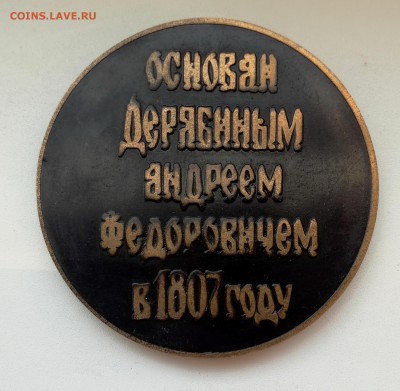 COINS.LAVE.RU
ОСНОВАН
ДЕРЯБИНЫМ
АНДРЕЕМ
ФЕДОРОВИЧЕМ
В 1807 ГОДУ